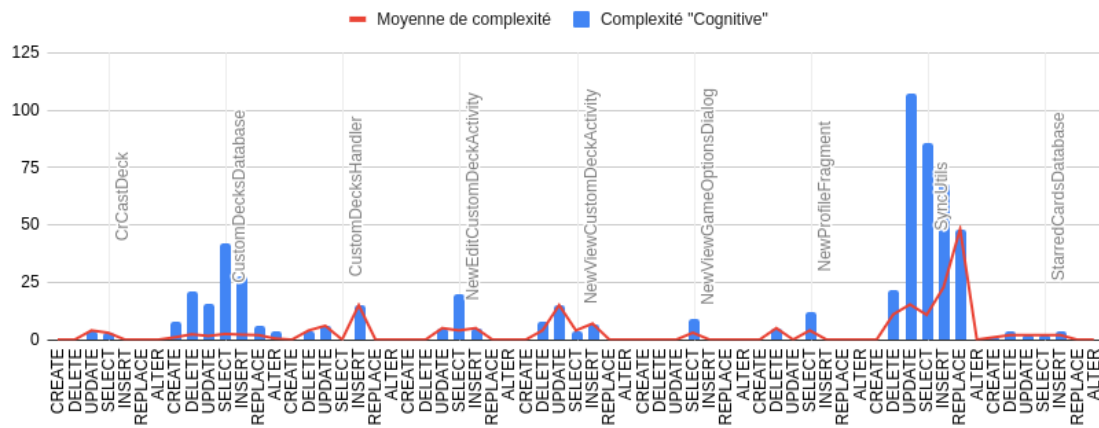 Moyenne de complexité
Complexité "Cognitive"
125
100
75
50
25
0
CrCastDeck
CustomDecksDatabase
CustomDecksHandler
NewEditCustomDeckActivity
NewViewCustomDeckActivity
NewViewGameOptionsDialog
NewProfileFragment
SyncUtils
StarredCardsDatabase
CREATE
DELETE
UPDATE
SELECT
INSERT
REPLACE
ALTER
CREATE
DELETE
UPDATE
SELECT
INSERT
REPLACE
ALTER
CREATE
DELETE
UPDATE
SELECT
INSERT
REPLACE
ALTER
CREATE
DELETE
UPDATE
SELECT
INSERT
REPLACE
ALTER
CREATE
DELETE
UPDATE
SELECT
INSERT
REPLACE
ALTER
CREATE
DELETE
UPDATE
SELECT
INSERT
REPLACE
ALTER
CREATE
DELETE
UPDATE
SELECT
INSERT
REPLACE
ALTER
CREATE
DELETE
UPDATE
SELECT
INSERT
REPLACE
ALTER
CREATE
DELETE
UPDATE
SELECT
INSERT
REPLACE
ALTER